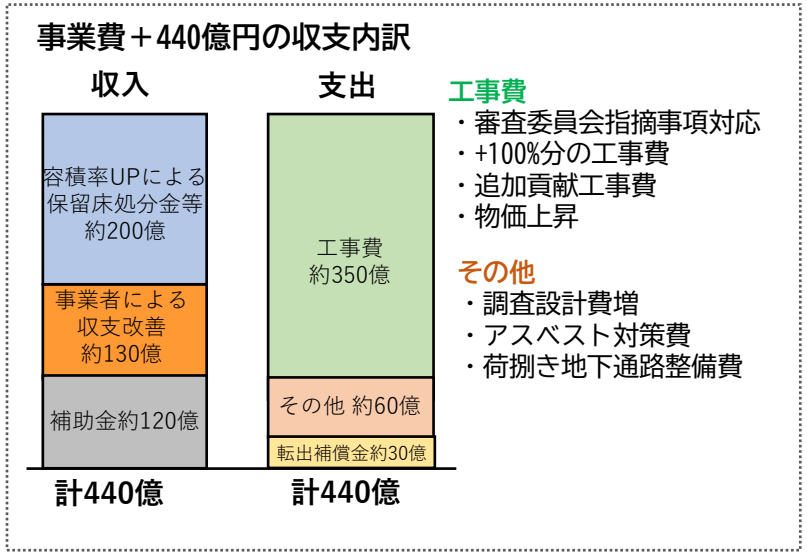 事業費＋440億円の収支内訳
収入
容積率UPによる
保留床処分金等
約200億
事業者による
収支改善
約130億
補助金約120億
計440億
支出
工事費
約350億
その他 約60億
転出補償金約30億
計440億
工事費
・審査委員会指摘事項対応
・+100%分の工事費
・追加貢献工事費
・物価上昇
その他
・調査設計費増
・アスベスト対策費
・荷捌き地下通路整備費